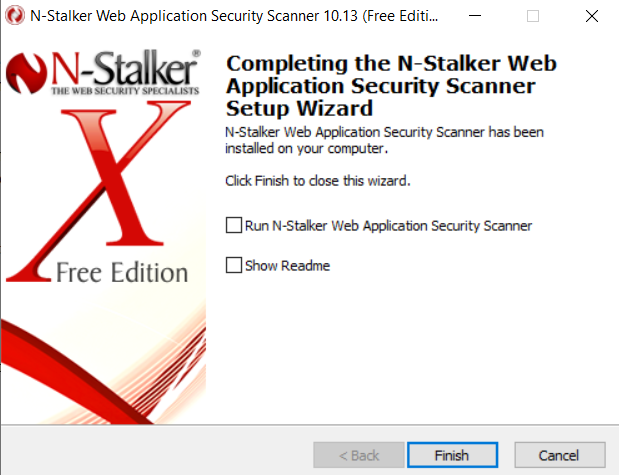 N-Stalker Web Application Security Scanner 10.13 (Free Editi...
N-Stalker®
THE WEB SECURITY SPECIALISTS
X
Free Edition
Completing the N-Stalker Web
Application Security Scanner
Setup Wizard
N-Stalker Web Application Security Scanner has been
installed on your computer.
Click Finish to close this wizard.
Run N-Stalker Web Application Security Scanner
Show Readme
< Back
Finish
Cancel